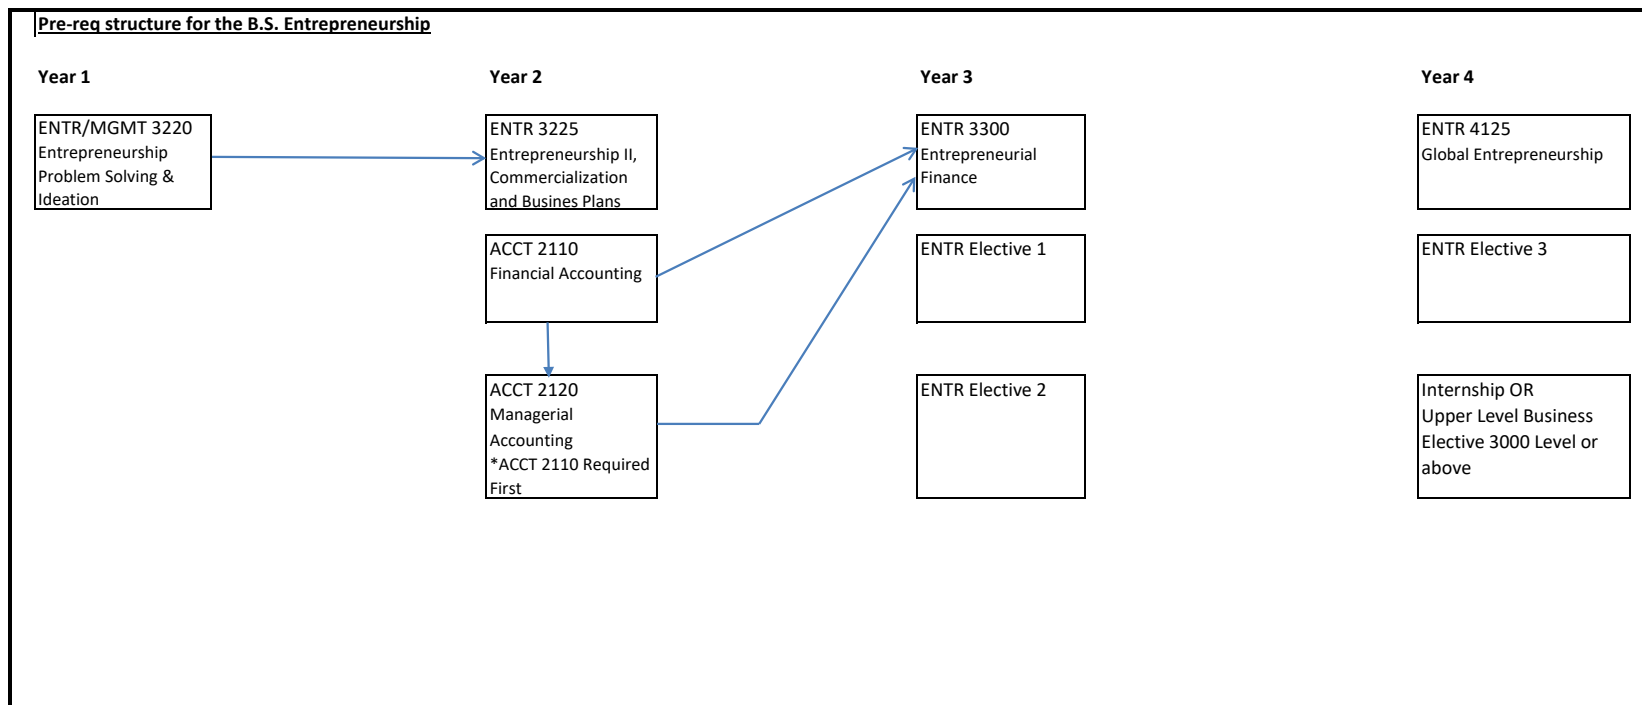 Pre-req structure for the B.S. Entrepreneurship
Year 1
Year 2
Year 3
Year 4
ENTR/MGMT 3220
Entrepreneurship
Problem Solving &
Ideation
ENTR 3225
Entrepreneurship II,
Commercialization
and Busines Plans
ENTR 3300
Entrepreneurial
Finance
ENTR 4125
Global Entrepreneurship
ACCT 2110
Financial Accounting
ENTR Elective 1
ENTR Elective 3
ACCT 2120
Managerial
Accounting
*ACCT 2110 Required
First
ENTR Elective 2
Internship OR
Upper Level Business
Elective 3000 Level or
above